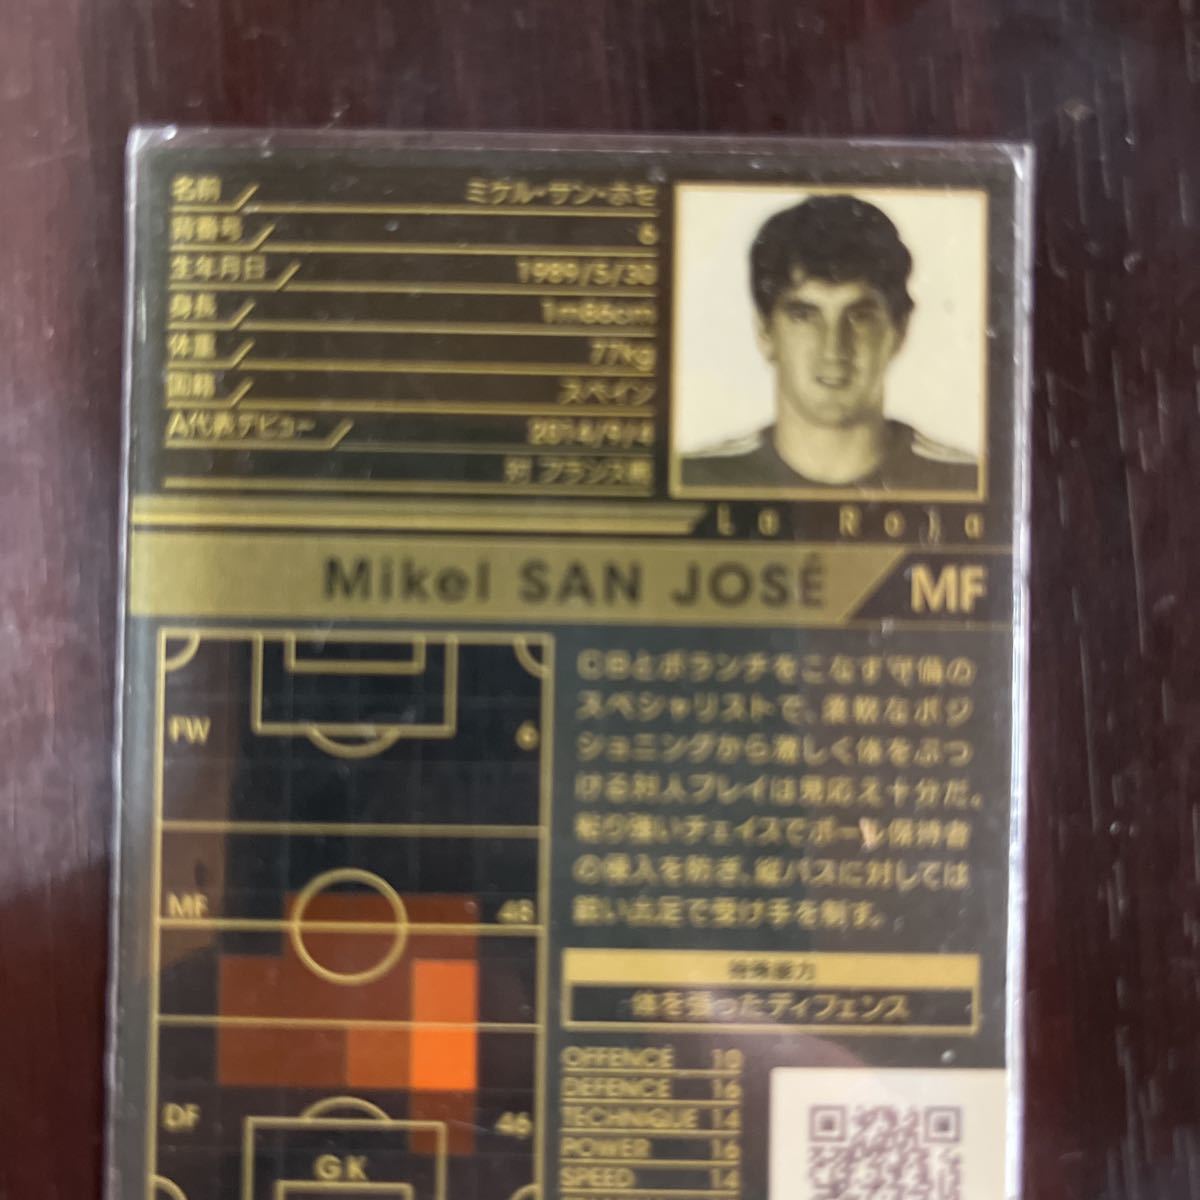 名前 ミケル・サン・ホセ
背番号 6
生年月日 1989/5/30
身長 1m86cm
体重 77kg
国籍 スペイン
A代表デビュー 2014/9/4
対 フランス戦
La Roja
Mikel SAN JOSÉ MF
FW 6
MF 48
DF 46
GK
CBとボランチをこなす守備の
スペシャリストで、柔軟なポジ
ショニングから激しく体をぶつ
ける対人プレイは見応え十分だ。
粘り強いチェイスでボール保持者
の侵入を防ぎ、縦パスに対しては
鋭い出足で受け手を制す。
特殊能力
体を張ったディフェンス
OFFENCE 10
DEFENCE 16
TECHNIQUE 14
POWER 16
SPEED 14